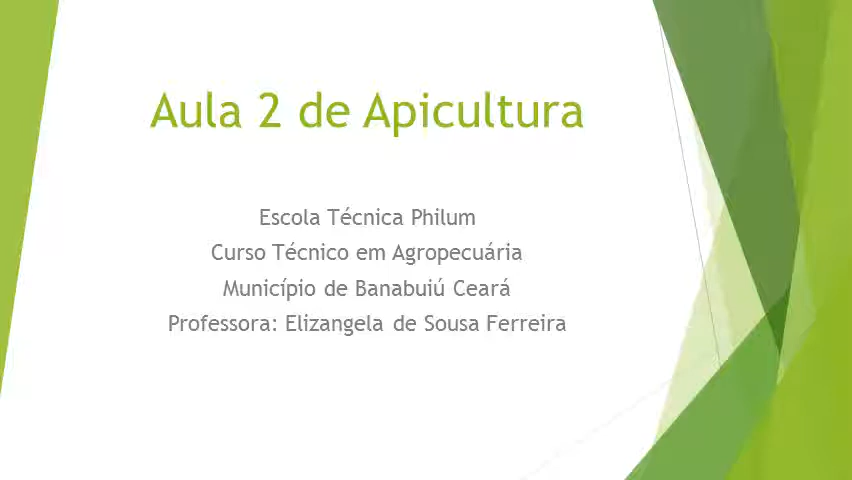 Aula 2 de Apicultura
Escola Técnica Philum
Curso Técnico em Agropecuária
Município de Banabuiú Ceará
Professora: Elizangela de Sousa Ferreira